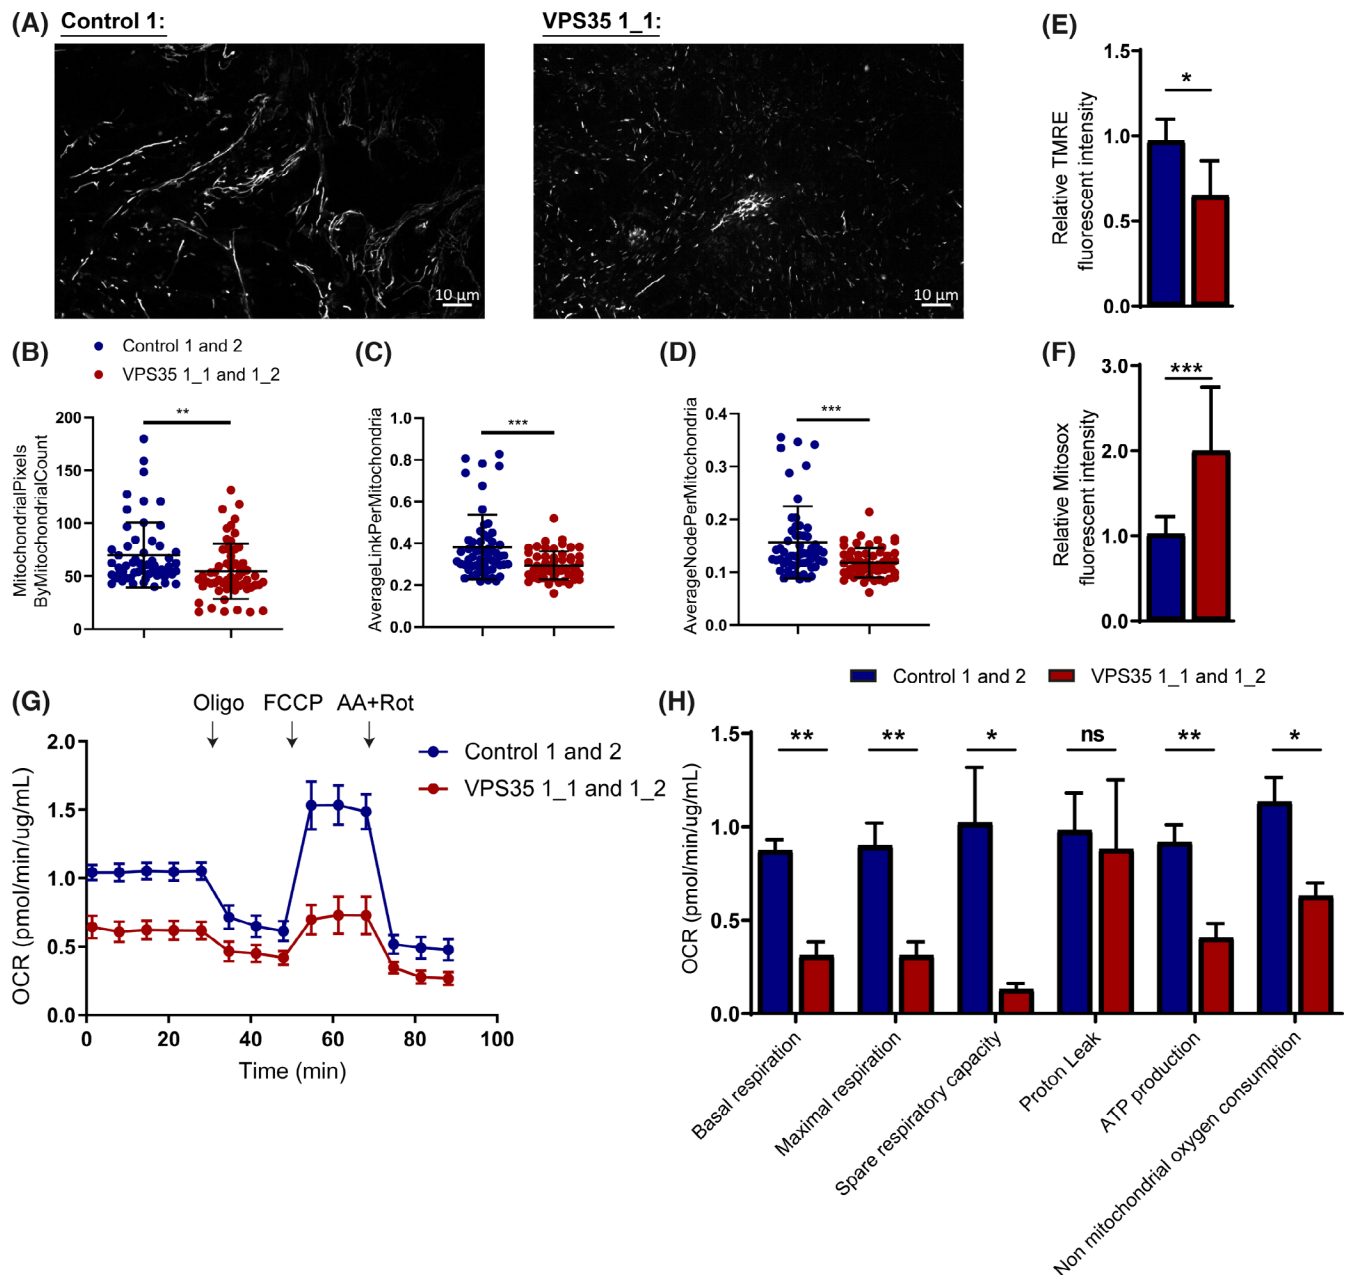 (A) Control 1:
VPS35 1_1:
10 µm
10 µm
(B)
Control 1 and 2
VPS35 1_1 and 1_2
MitochondrialPixels
ByMitochondrialCount
200
150
100
50
0
**
(C)
AverageLinkPerMitochondria
1.0
0.8
0.6
0.4
0.2
0.0
***
(D)
AverageNodePerMitochondria
0.4
0.3
0.2
0.1
0.0
***
(E)
Relative TMRE
fluorescent intensity
1.5
1.0
0.5
0.0
*
(F)
Relative Mitosox
fluorescent intensity
3.0
2.0
1.0
0.0
***
(G)
Oligo FCCP AA+Rot
Control 1 and 2
VPS35 1_1 and 1_2
OCR (pmol/min/ug/mL)
2.0
1.5
1.0
0.5
0.0
0 20 40 60 80 100
Time (min)
(H)
Control 1 and 2 VPS35 1_1 and 1_2
OCR (pmol/min/ug/mL)
1.5
1.0
0.5
0.0
** ** * ns ** *
Basal respiration
Maximal respiration
Spare respiratory capacity
Proton Leak
ATP production
Non mitochondrial oxygen consumption